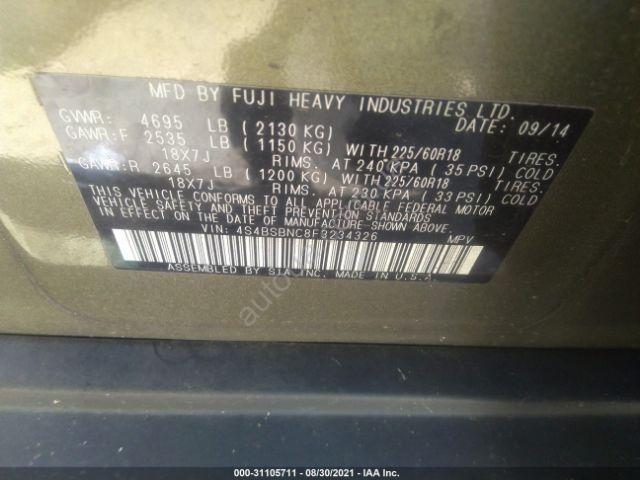 MFD BY FUJI HEAVY INDUSTRIES LTD.
GVWR: 4695 LB (2130 KG) DATE: 09/14
GAWR:F 2535 LB (1150 KG) WITH 225/60R18 TIRES.
18X7J RIMS. AT 240 KPA (35 PSI) COLD
GAWR:R 2645 LB (1200 KG) WITH 225/60R18 TIRES.
18X7J RIMS. AT 230 KPA (33 PSI) COLD
THIS VEHICLE CONFORMS TO ALL APPLICABLE FEDERAL MOTOR
VEHICLE SAFETY AND THEFT PREVENTION STANDARDS
IN EFFECT ON THE DATE OF MANUFACTURE SHOWN ABOVE.
VIN: 4S4BSBNC8F3234326 MPV
ASSEMBLED BY SIA INC. MADE IN U.S.A.
000-31105711 - 08/30/2021 - IAA Inc.